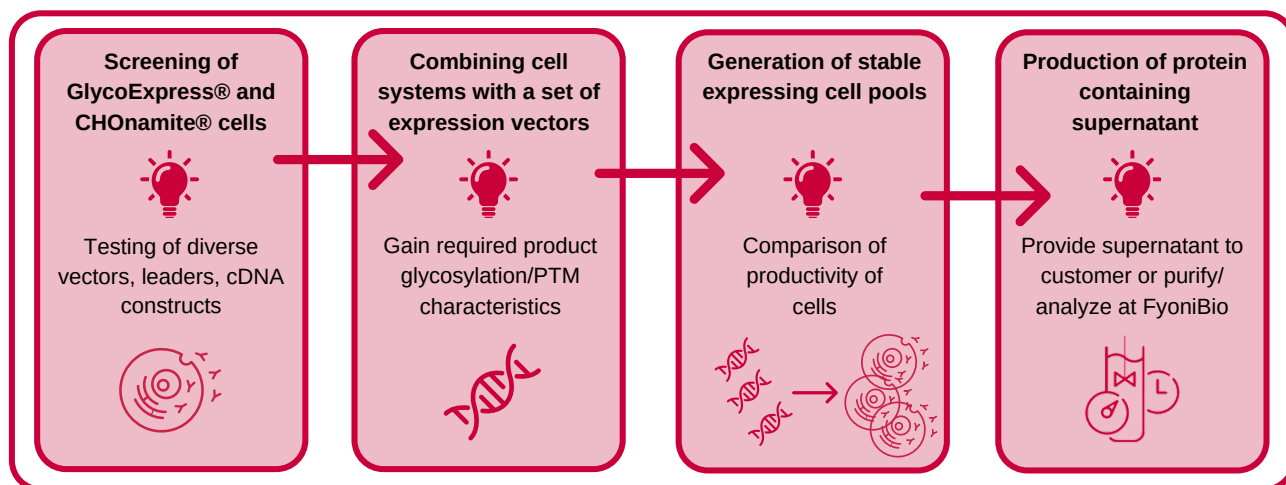 Screening of
GlycoExpress® and
CHOnamite® cells
Testing of diverse
vectors, leaders, cDNA
constructs
Combining cell
systems with a set of
expression vectors
Gain required product
glycosylation/PTM
characteristics
Generation of stable
expressing cell pools
Comparison of
productivity of
cells
Production of protein
containing
supernatant
Provide supernatant to
customer or purify/
analyze at FyoniBio